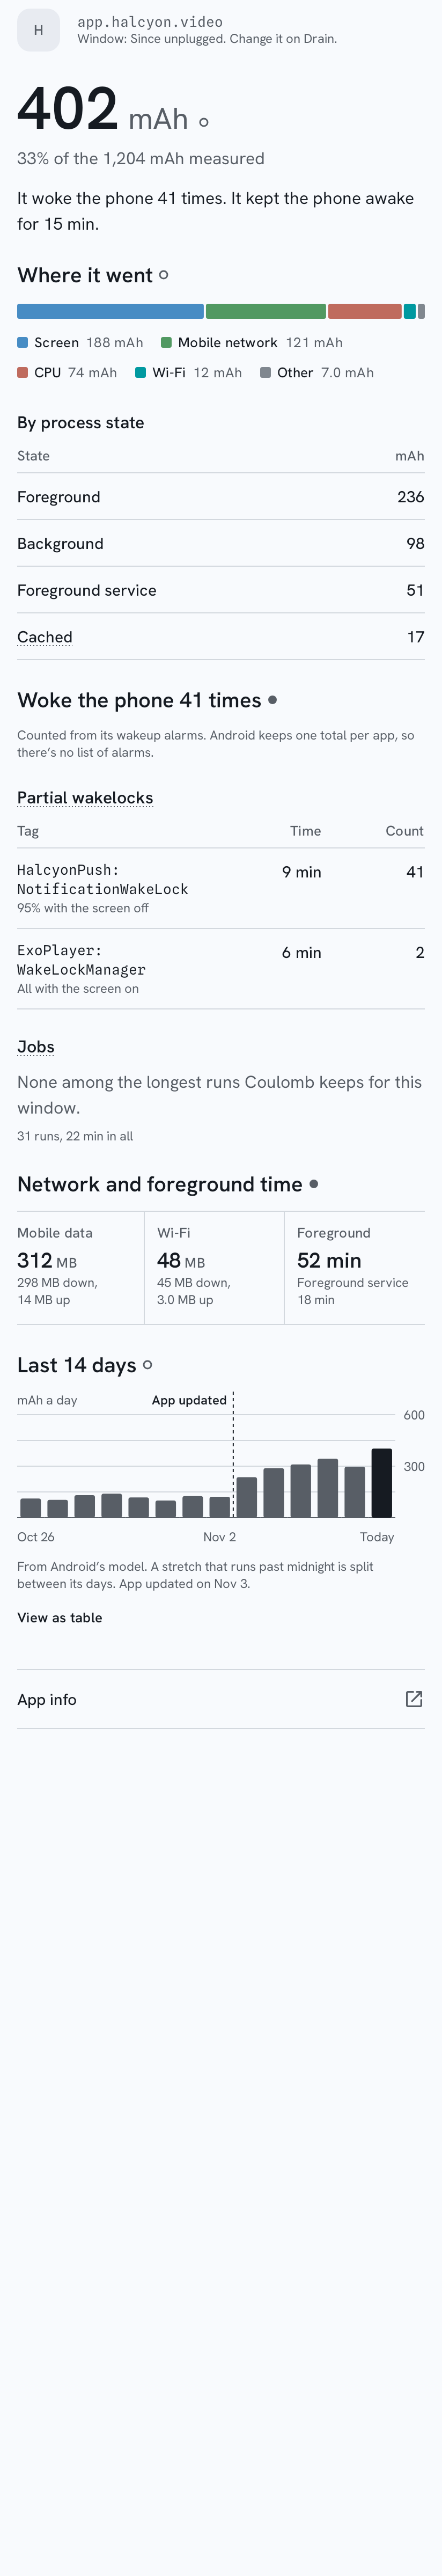 H
app.halcyon.video
Window: Since unplugged. Change it on Drain.
402 mAh
33% of the 1,204 mAh measured
It woke the phone 41 times. It kept the phone awake
for 15 min.
Where it went
Screen 188 mAh Mobile network 121 mAh
CPU 74 mAh Wi-Fi 12 mAh Other 7.0 mAh
By process state
State mAh
Foreground 236
Background 98
Foreground service 51
Cached 17
Woke the phone 41 times
Counted from its wakeup alarms. Android keeps one total per app, so
there’s no list of alarms.
Partial wakelocks
Tag Time Count
HalcyonPush: 9 min 41
NotificationWakeLock
95% with the screen off
ExoPlayer: 6 min 2
WakeLockManager
All with the screen on
Jobs
None among the longest runs Coulomb keeps for this
window.
31 runs, 22 min in all
Network and foreground time
Mobile data Wi-Fi Foreground
312 MB 48 MB 52 min
298 MB down, 45 MB down, Foreground service
14 MB up 3.0 MB up 18 min
Last 14 days
mAh a day App updated
600
300
Oct 26 Nov 2 Today
From Android’s model. A stretch that runs past midnight is split
between its days. App updated on Nov 3.
View as table
App info